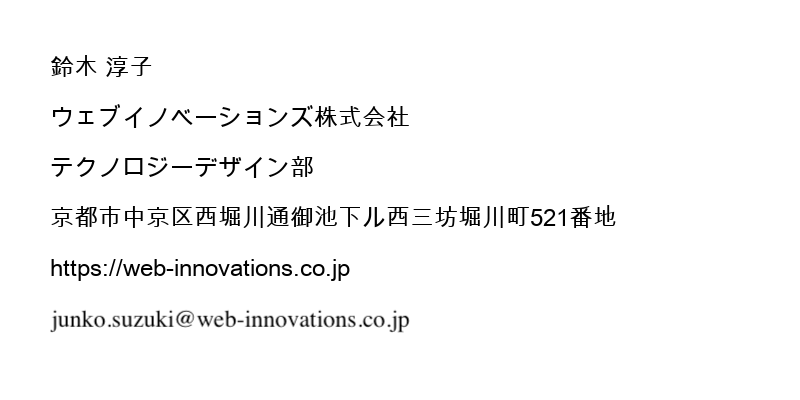 鈴木 淳子
ウェブイノベーションズ株式会社
テクノロジーデザイン部
京都市中京区西堀川通御池下ル西三坊堀川町521番地
https://web-innovations.co.jp
junko.suzuki@web-innovations.co.jp